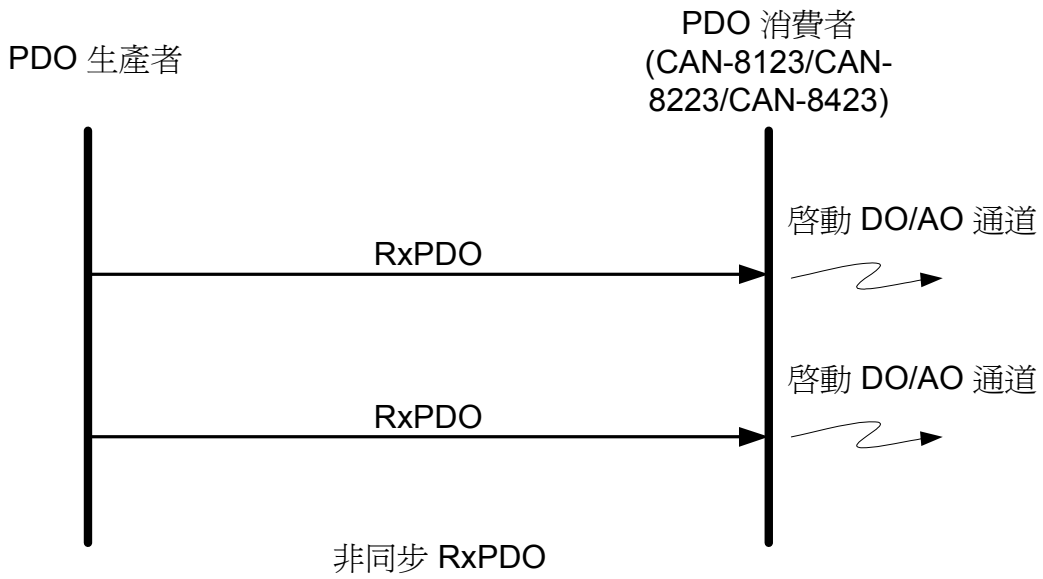 PDO 生產者
PDO 消費者
(CAN-8123/CAN-
8223/CAN-8423)
啓動 DO/AO 通道
RxPDO
啓動 DO/AO 通道
RxPDO
非同步 RxPDO